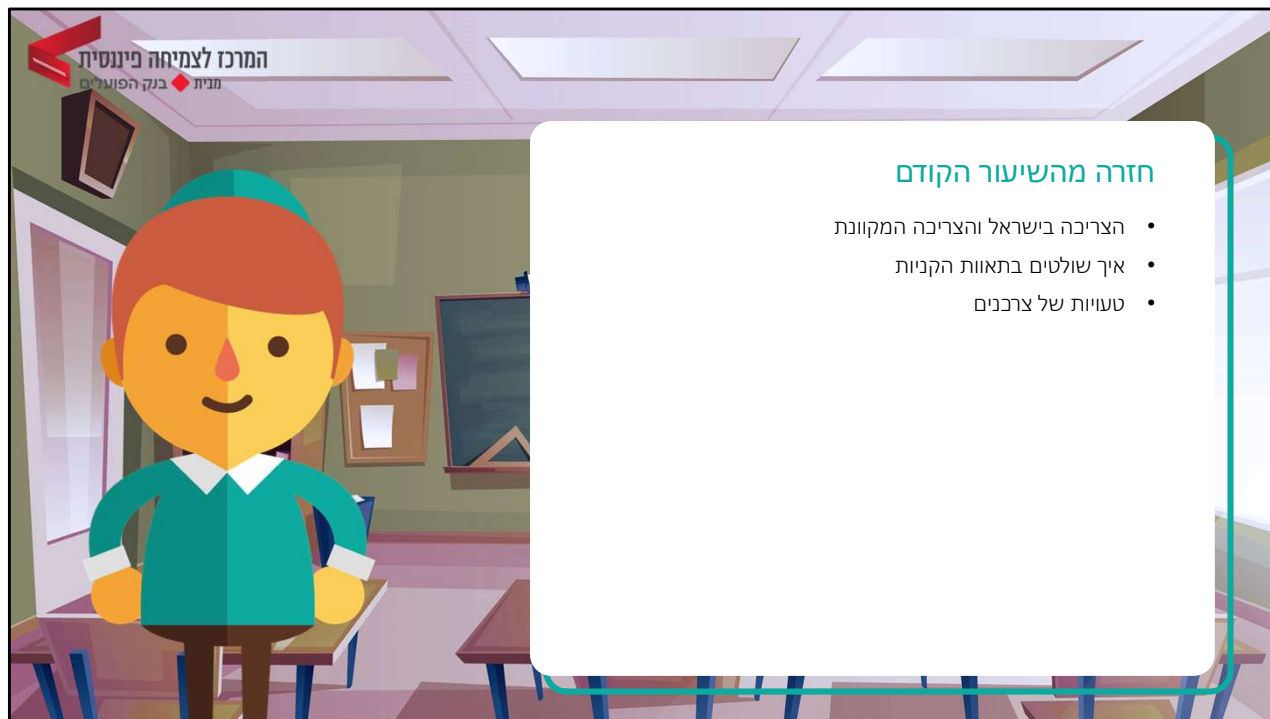 המרכז לצמיחה פיננסית
מבית בנק הפועלים
חזרה מהשיעור הקודם
• הצריכה בישראל והצריכה המקוונת
• איך שולטים בתאוות הקניות
• טעויות של צרכנים